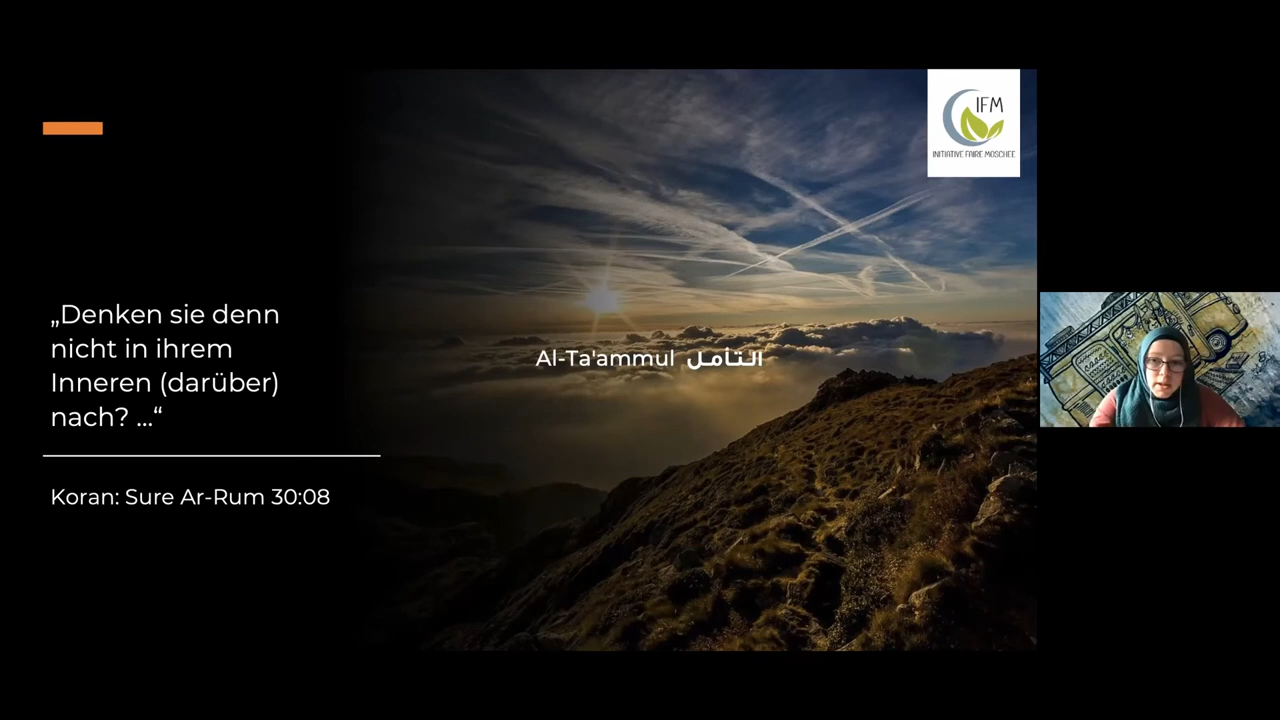 „Denken sie denn
nicht in ihrem
Inneren (darüber)
nach? ...“
Koran: Sure Ar-Rum 30:08
Al-Ta'ammul التأمل
IFM
INITIATIVE FAIRE MOSCHEE